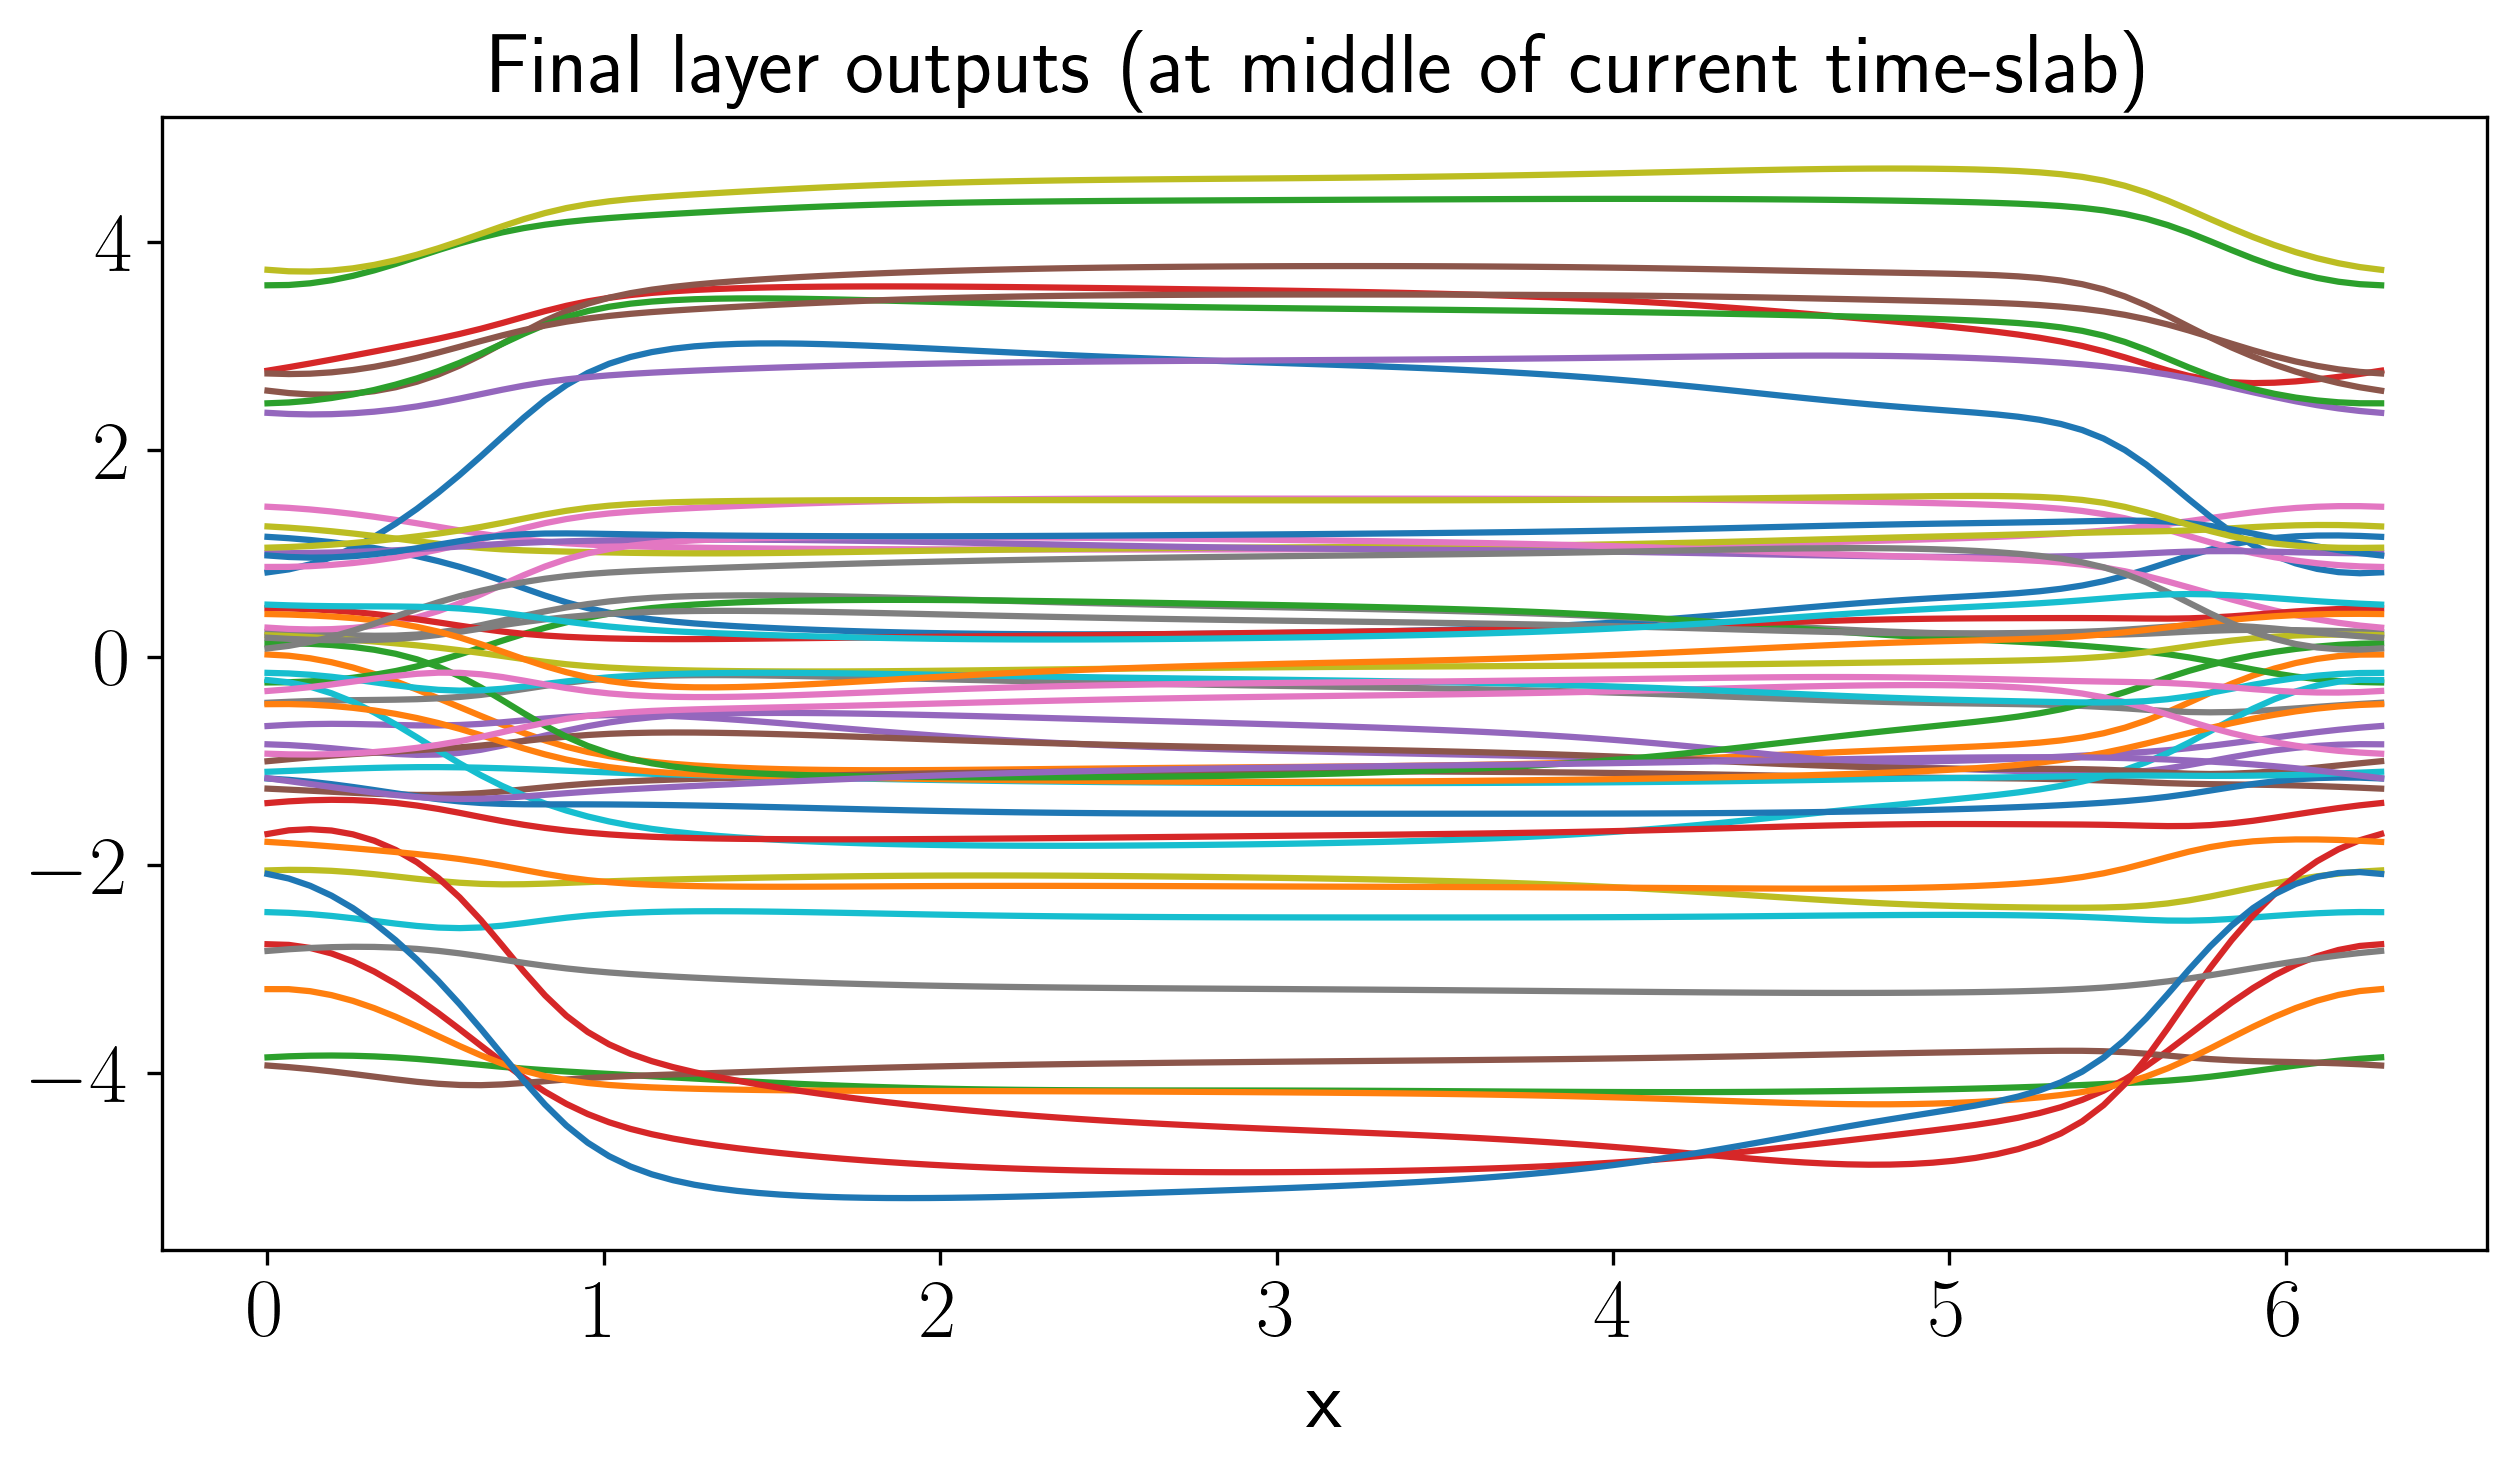 Final layer outputs (at middle of current time-slab)
4
2
0
−2
−4
0 1 2 3 4 5 6
x